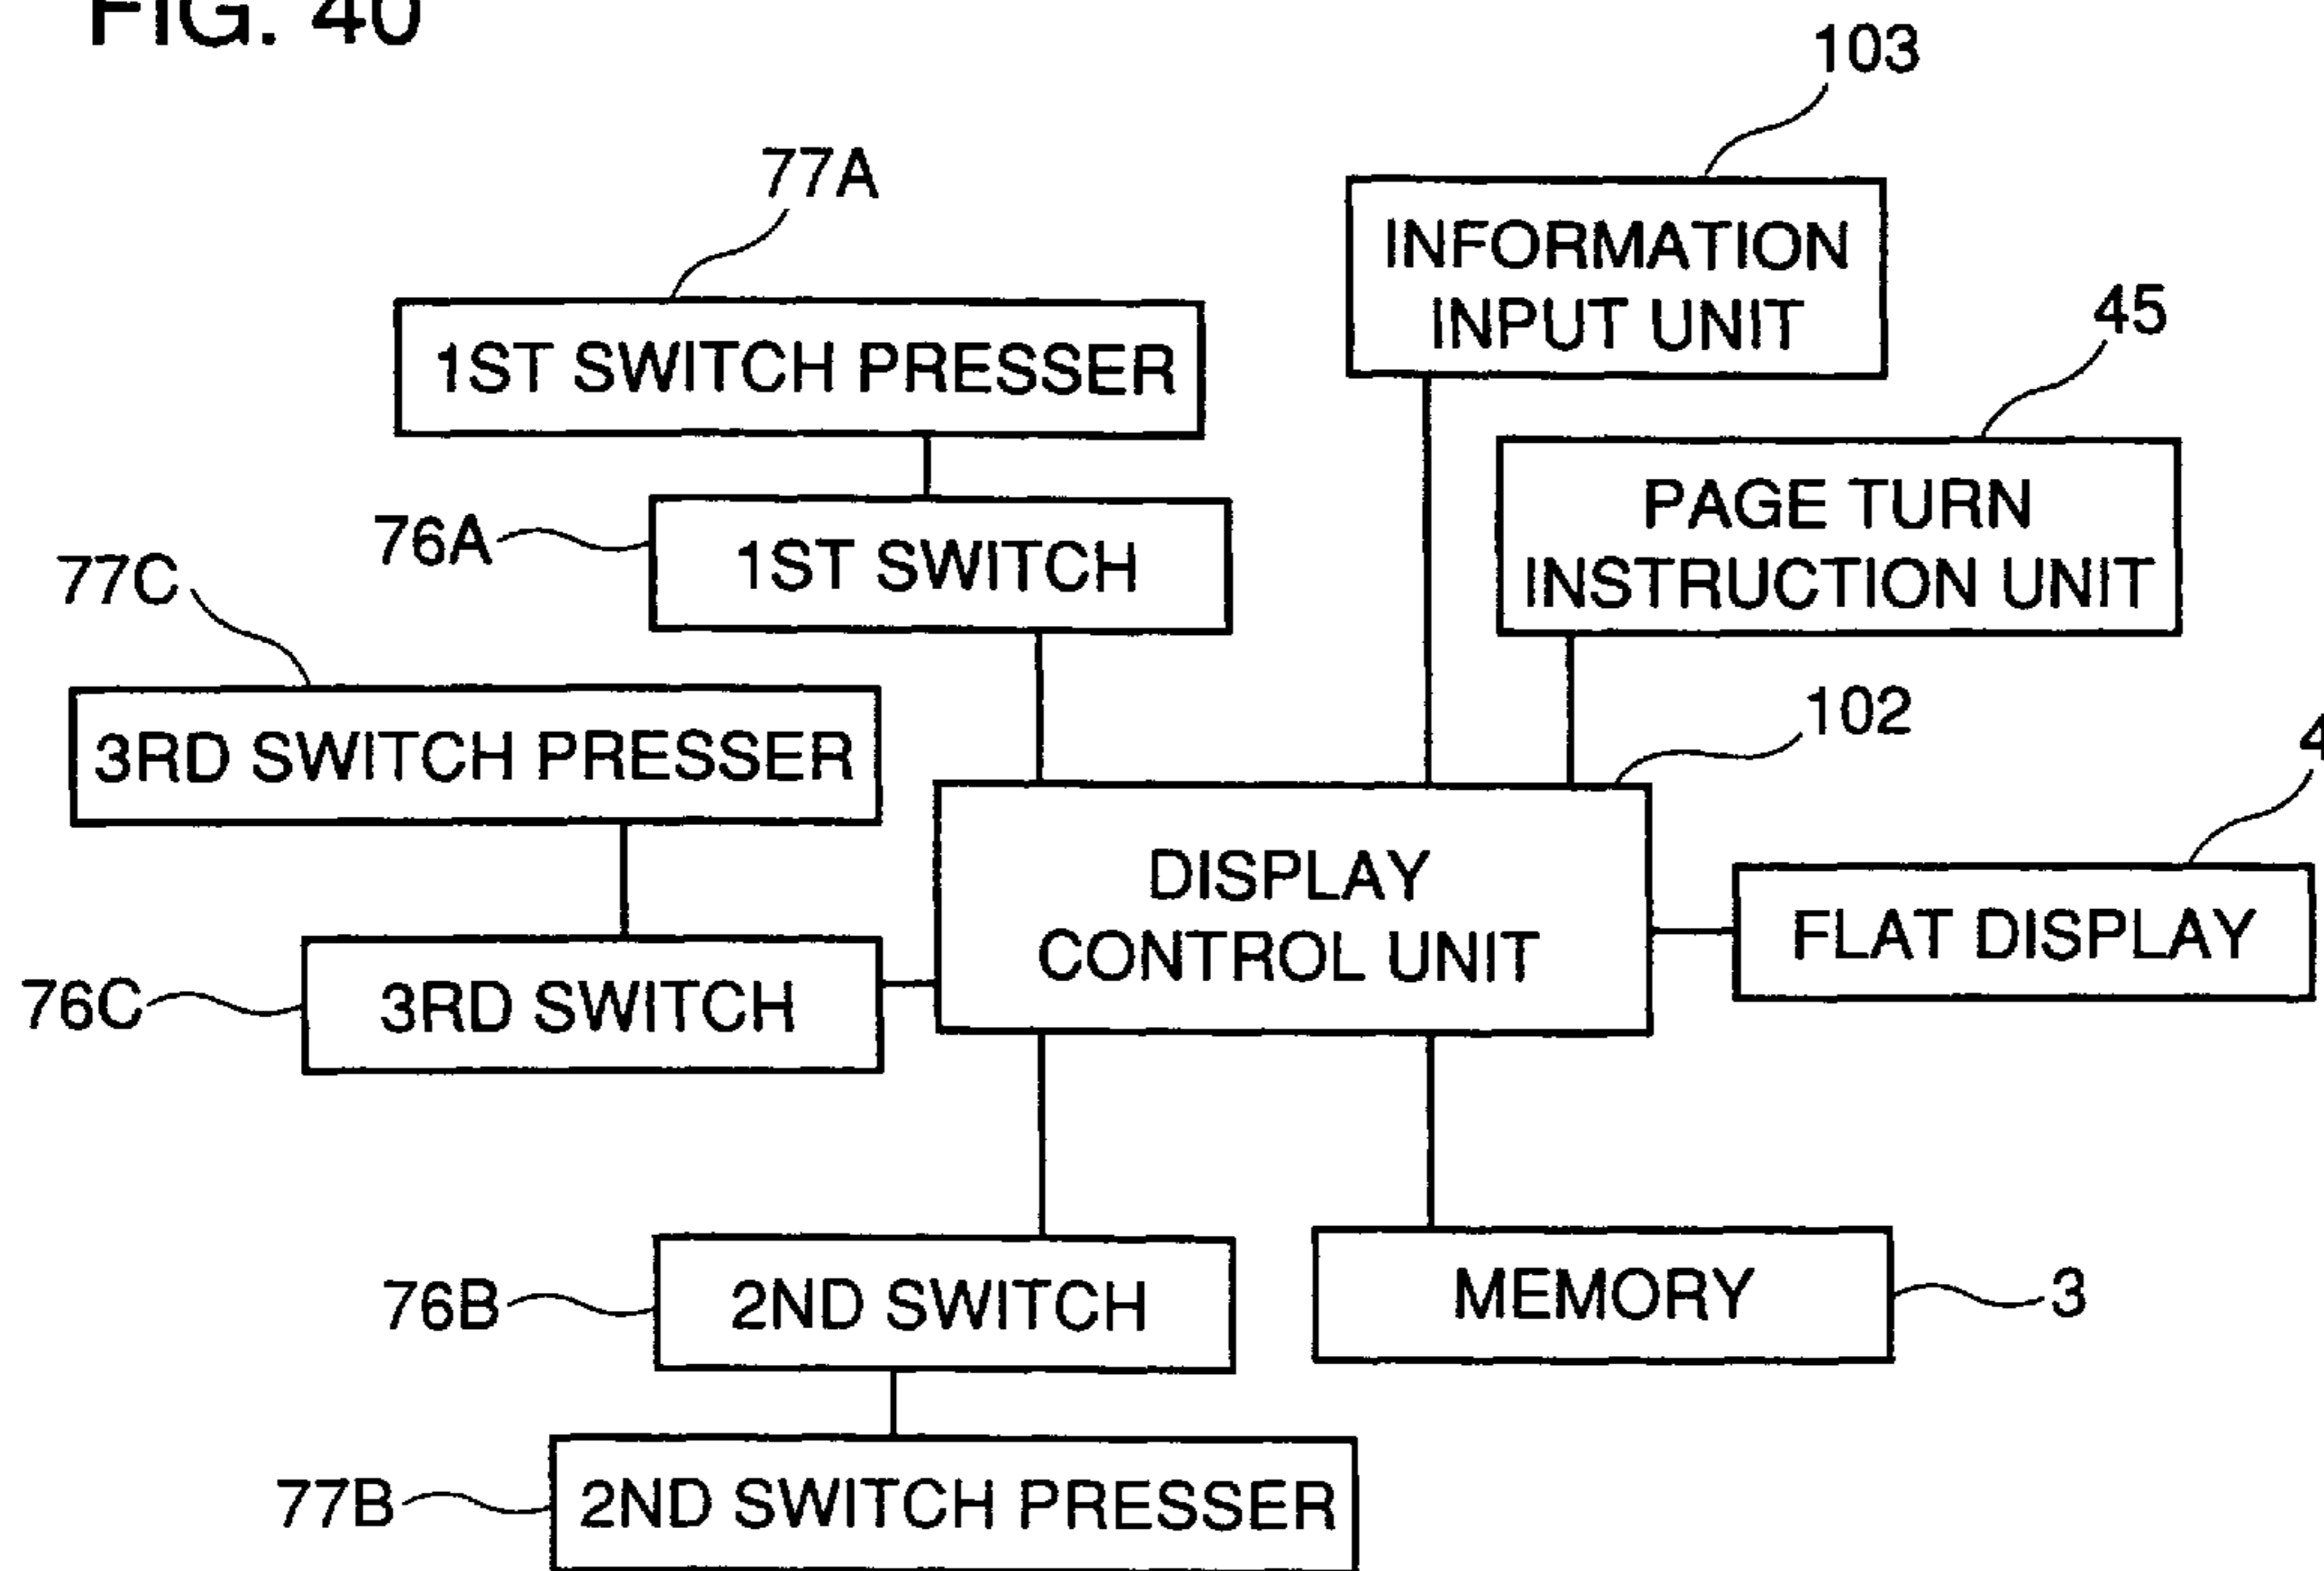 FIG. 40
103
77A
INFORMATION
INPUT UNIT
45
1ST SWITCH PRESSER
PAGE TURN
INSTRUCTION UNIT
76A
1ST SWITCH
77C
102
3RD SWITCH PRESSER
DISPLAY
CONTROL UNIT
FLAT DISPLAY
76C
3RD SWITCH
76B
2ND SWITCH
MEMORY
3
77B
2ND SWITCH PRESSER